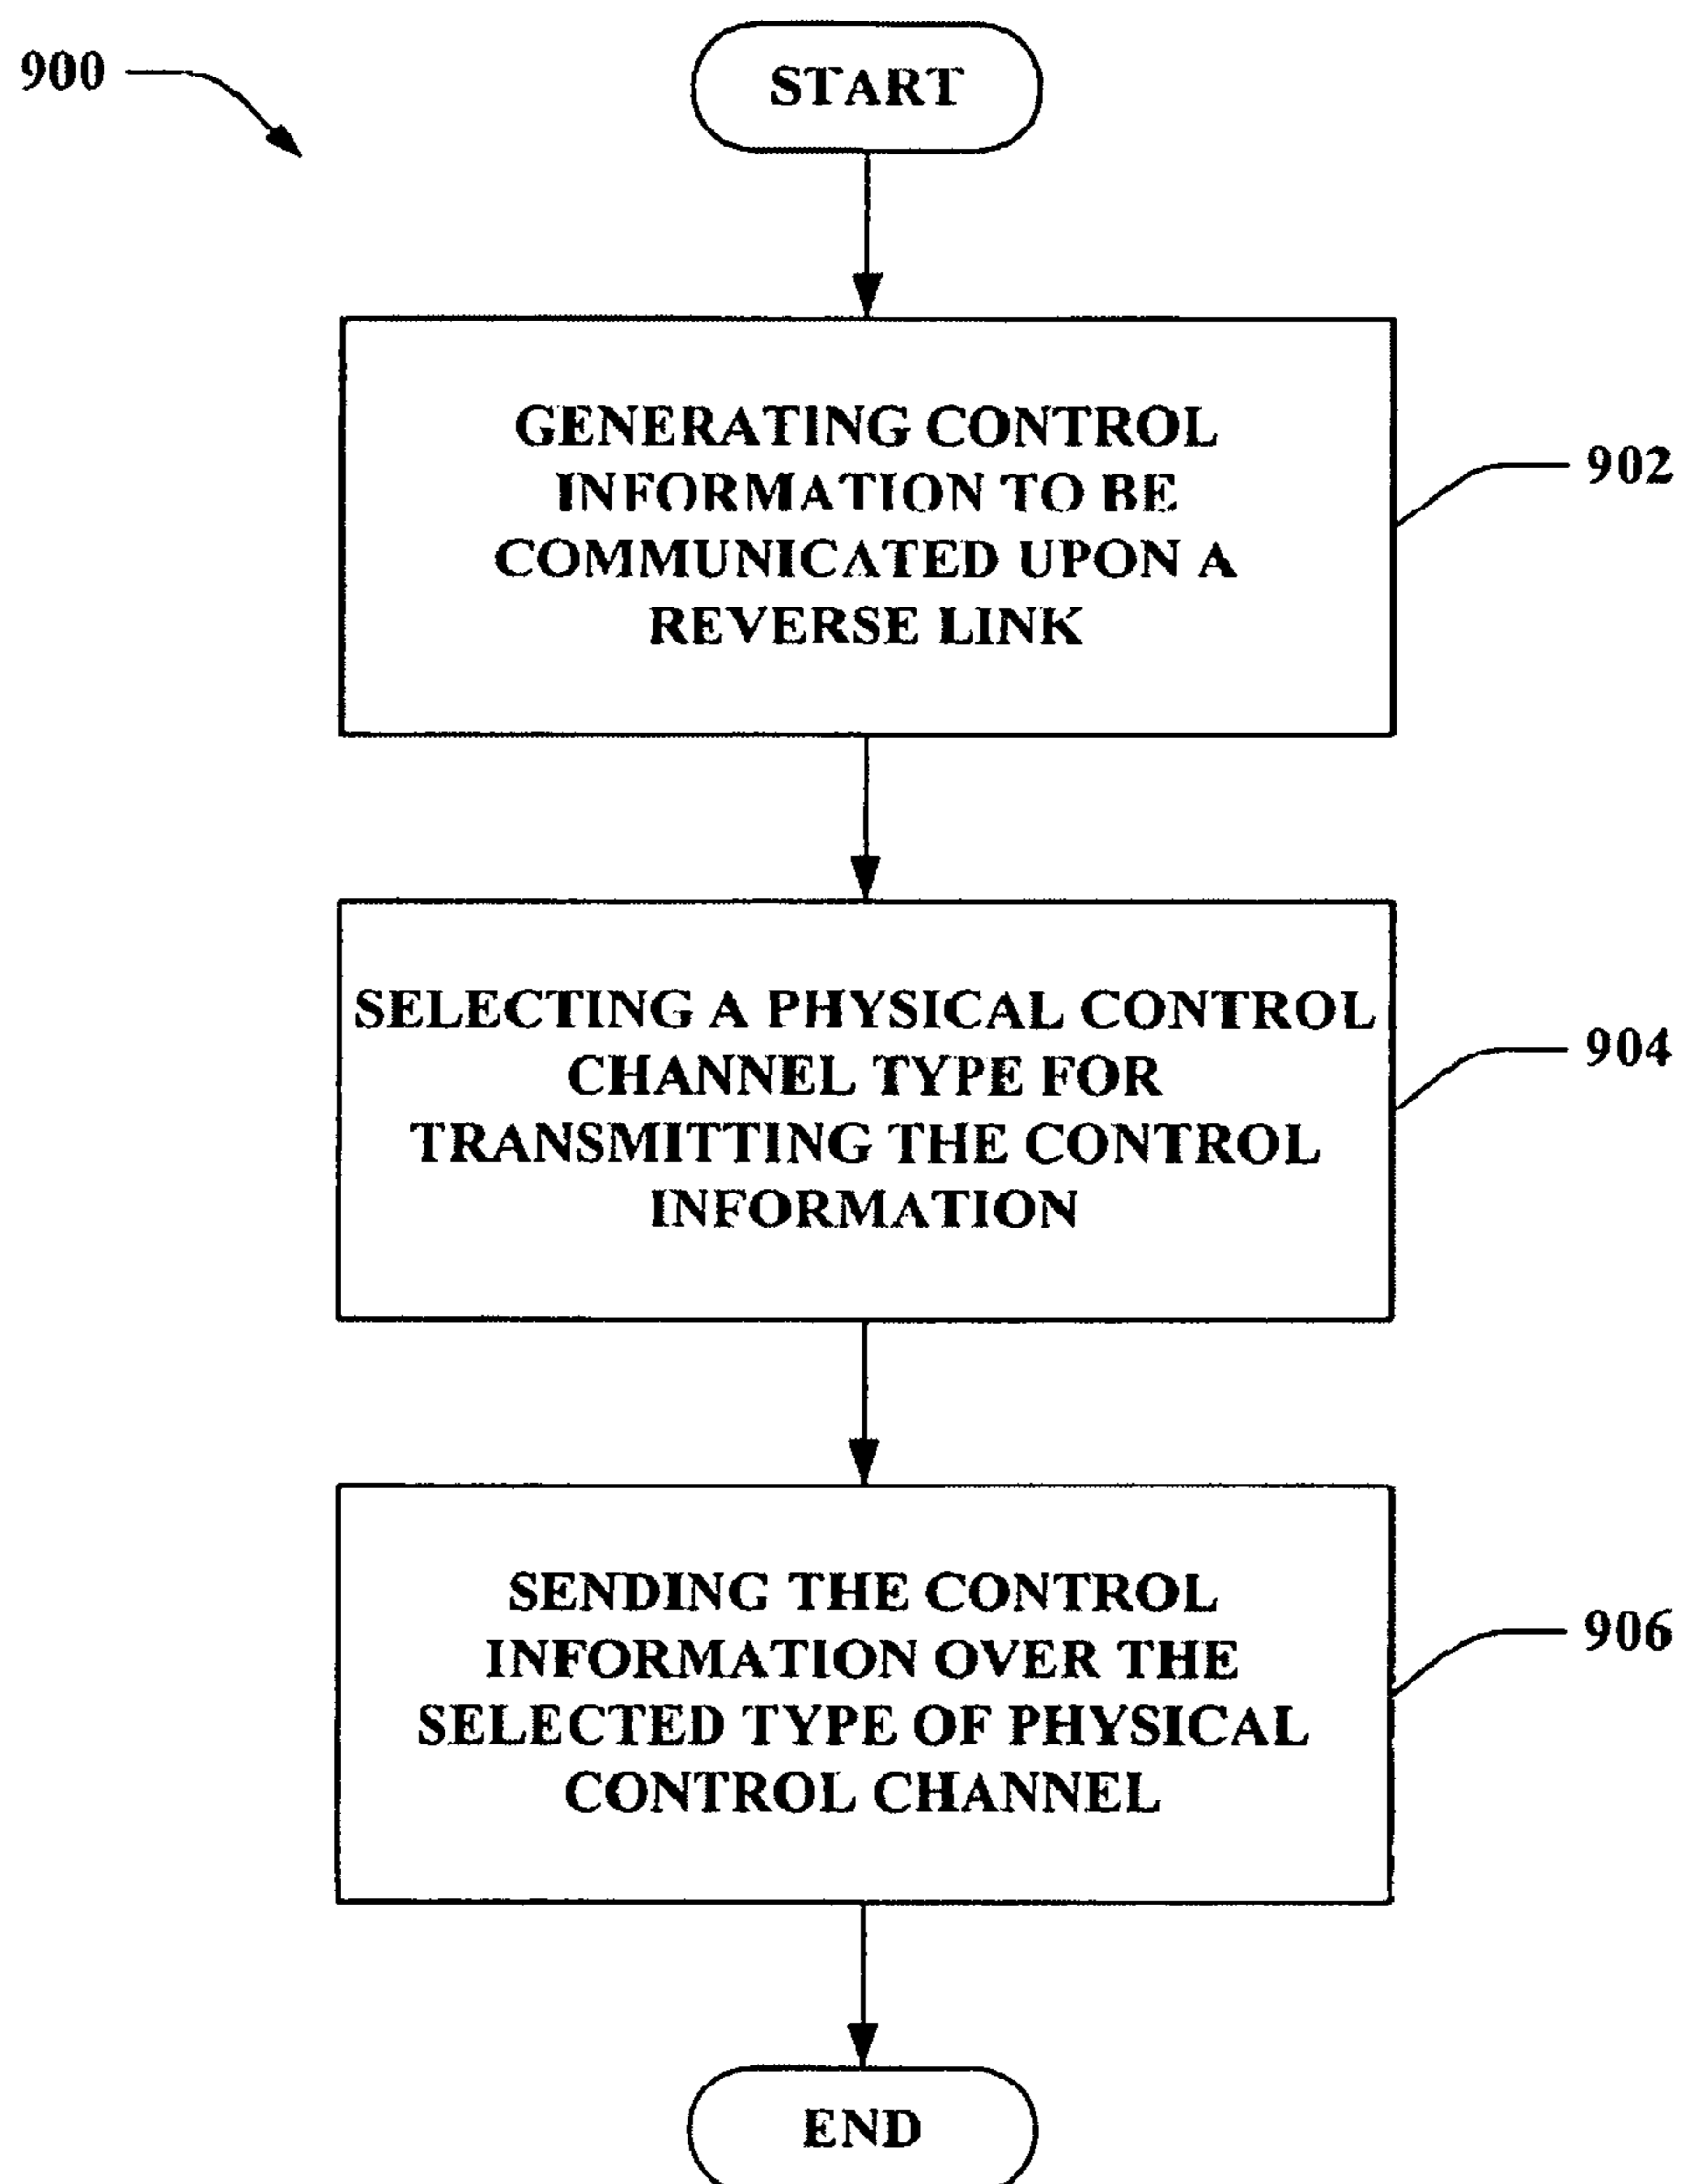 900
START
GENERATING CONTROL
INFORMATION TO BE
COMMUNICATED UPON A
REVERSE LINK
902
SELECTING A PHYSICAL CONTROL
CHANNEL TYPE FOR
TRANSMITTING THE CONTROL
INFORMATION
904
SENDING THE CONTROL
INFORMATION OVER THE
SELECTED TYPE OF PHYSICAL
CONTROL CHANNEL
906
END